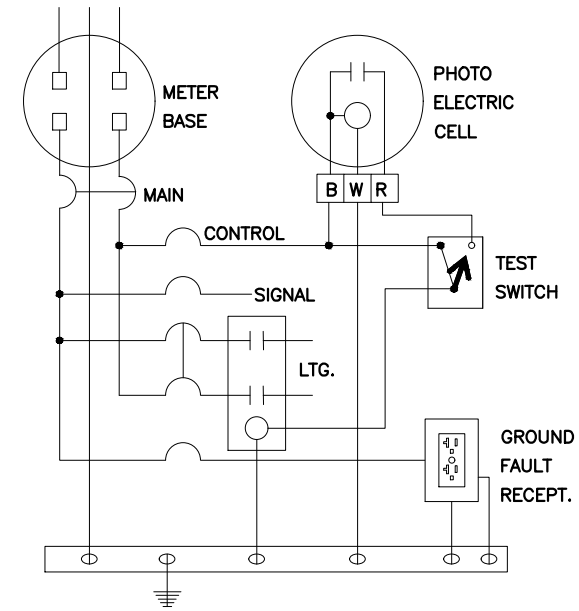 METER
BASE
PHOTO
ELECTRIC
CELL
B W R
MAIN
CONTROL
TEST
SWITCH
SIGNAL
LTG.
GROUND
FAULT
RECEPT.